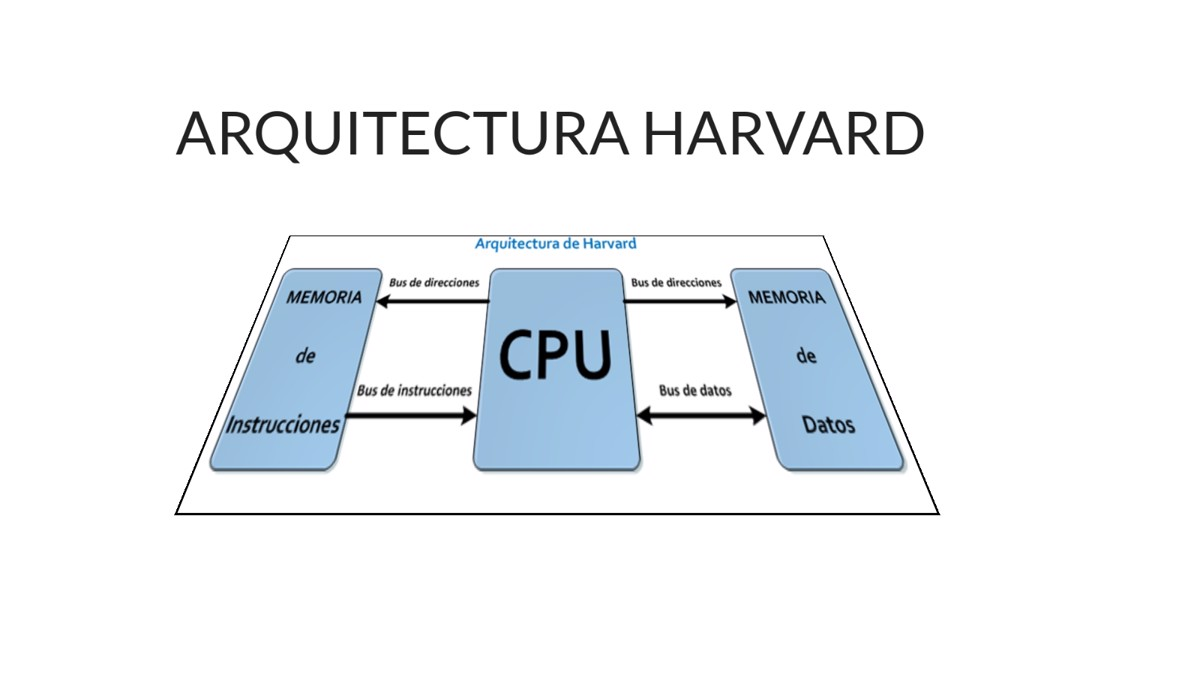 ARQUITECTURA HARVARD
Arquitectura de Harvard
MEMORIA
de
Instrucciones
Bus de direcciones
Bus de instrucciones
CPU
Bus de direcciones
Bus de datos
MEMORIA
de
Datos